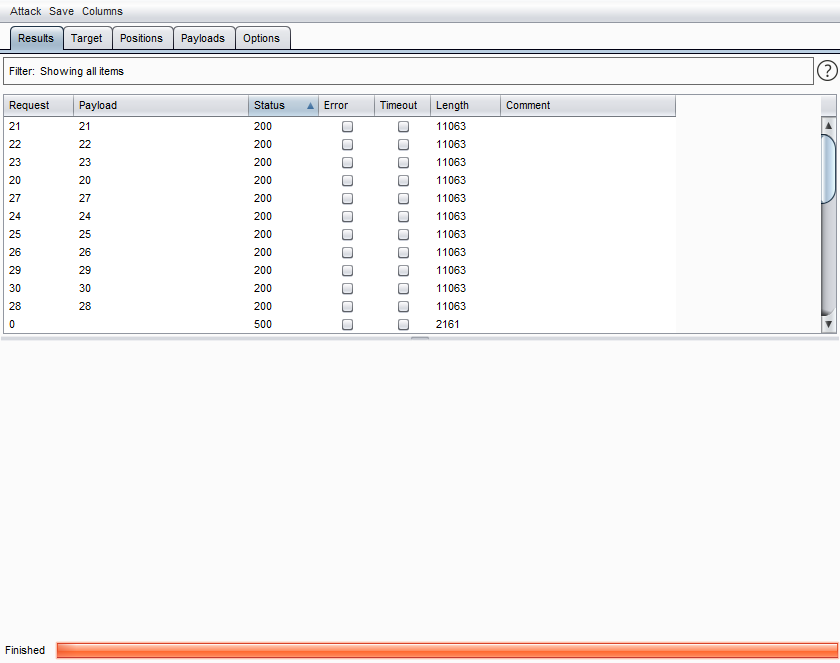 Attack Save Columns
Results Target Positions Payloads Options
Filter: Showing all items ?
Request Payload Status Error Timeout Length Comment
21 21 200 11063
22 22 200 11063
23 23 200 11063
20 20 200 11063
27 27 200 11063
24 24 200 11063
25 25 200 11063
26 26 200 11063
29 29 200 11063
30 30 200 11063
28 28 200 11063
0 500 2161
Finished